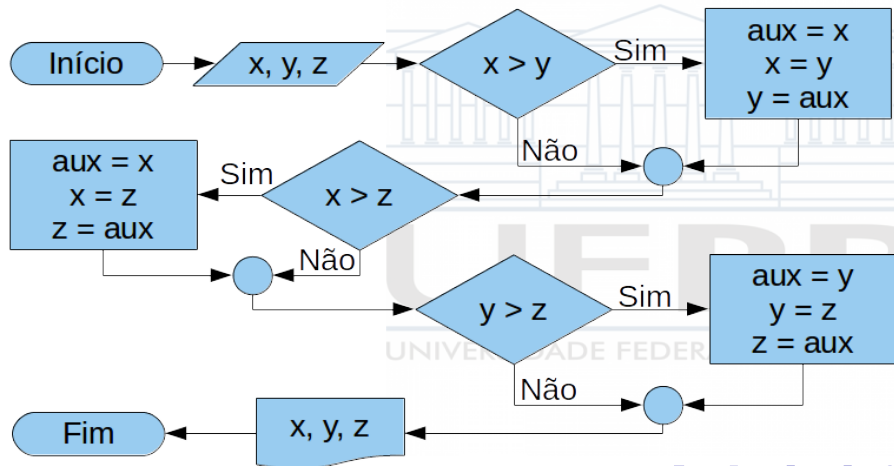 Início
x, y, z
x > y
Sim
aux = x
x = y
y = aux
Não
x > z
Sim
aux = x
x = z
z = aux
Não
y > z
Sim
aux = y
y = z
z = aux
Não
x, y, z
Fim